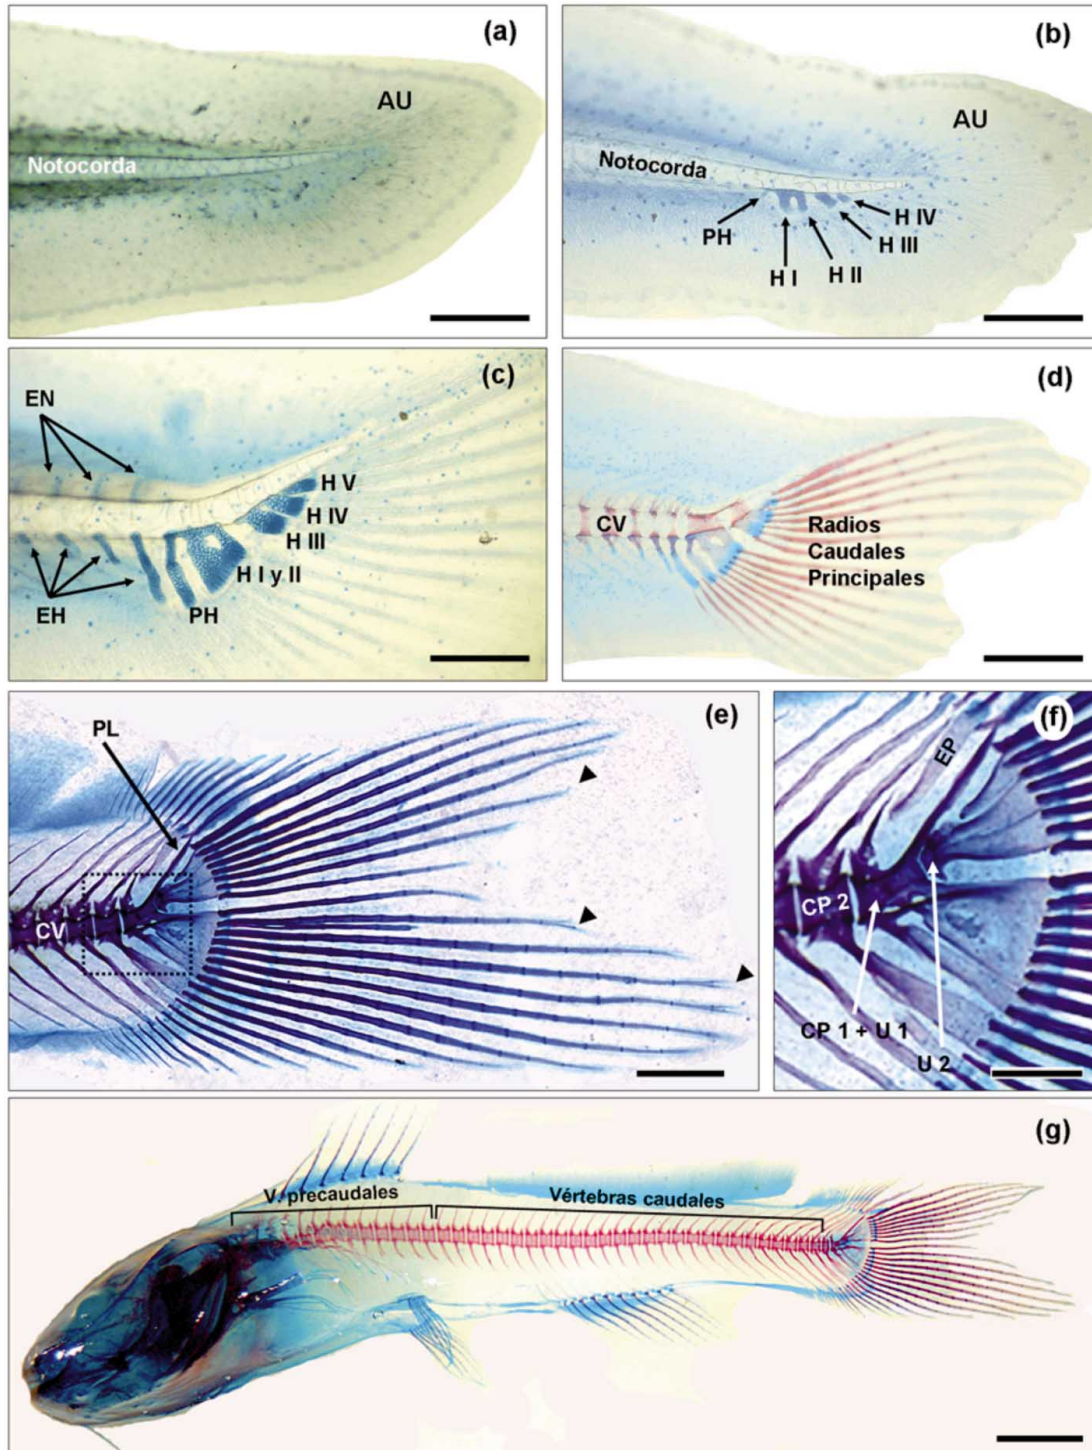 (a)
AU
Notocorda
(b)
AU
Notocorda
PH
H I
H II
H III
H IV
(c)
EN
H V
H IV
H III
H I y II
EH
PH
(d)
CV
Radios
Caudales
Principales
(e)
PL
CV
(f)
EP
CP 2
CP 1 + U 1
U 2
(g)
V. precaudales
Vértebras caudales